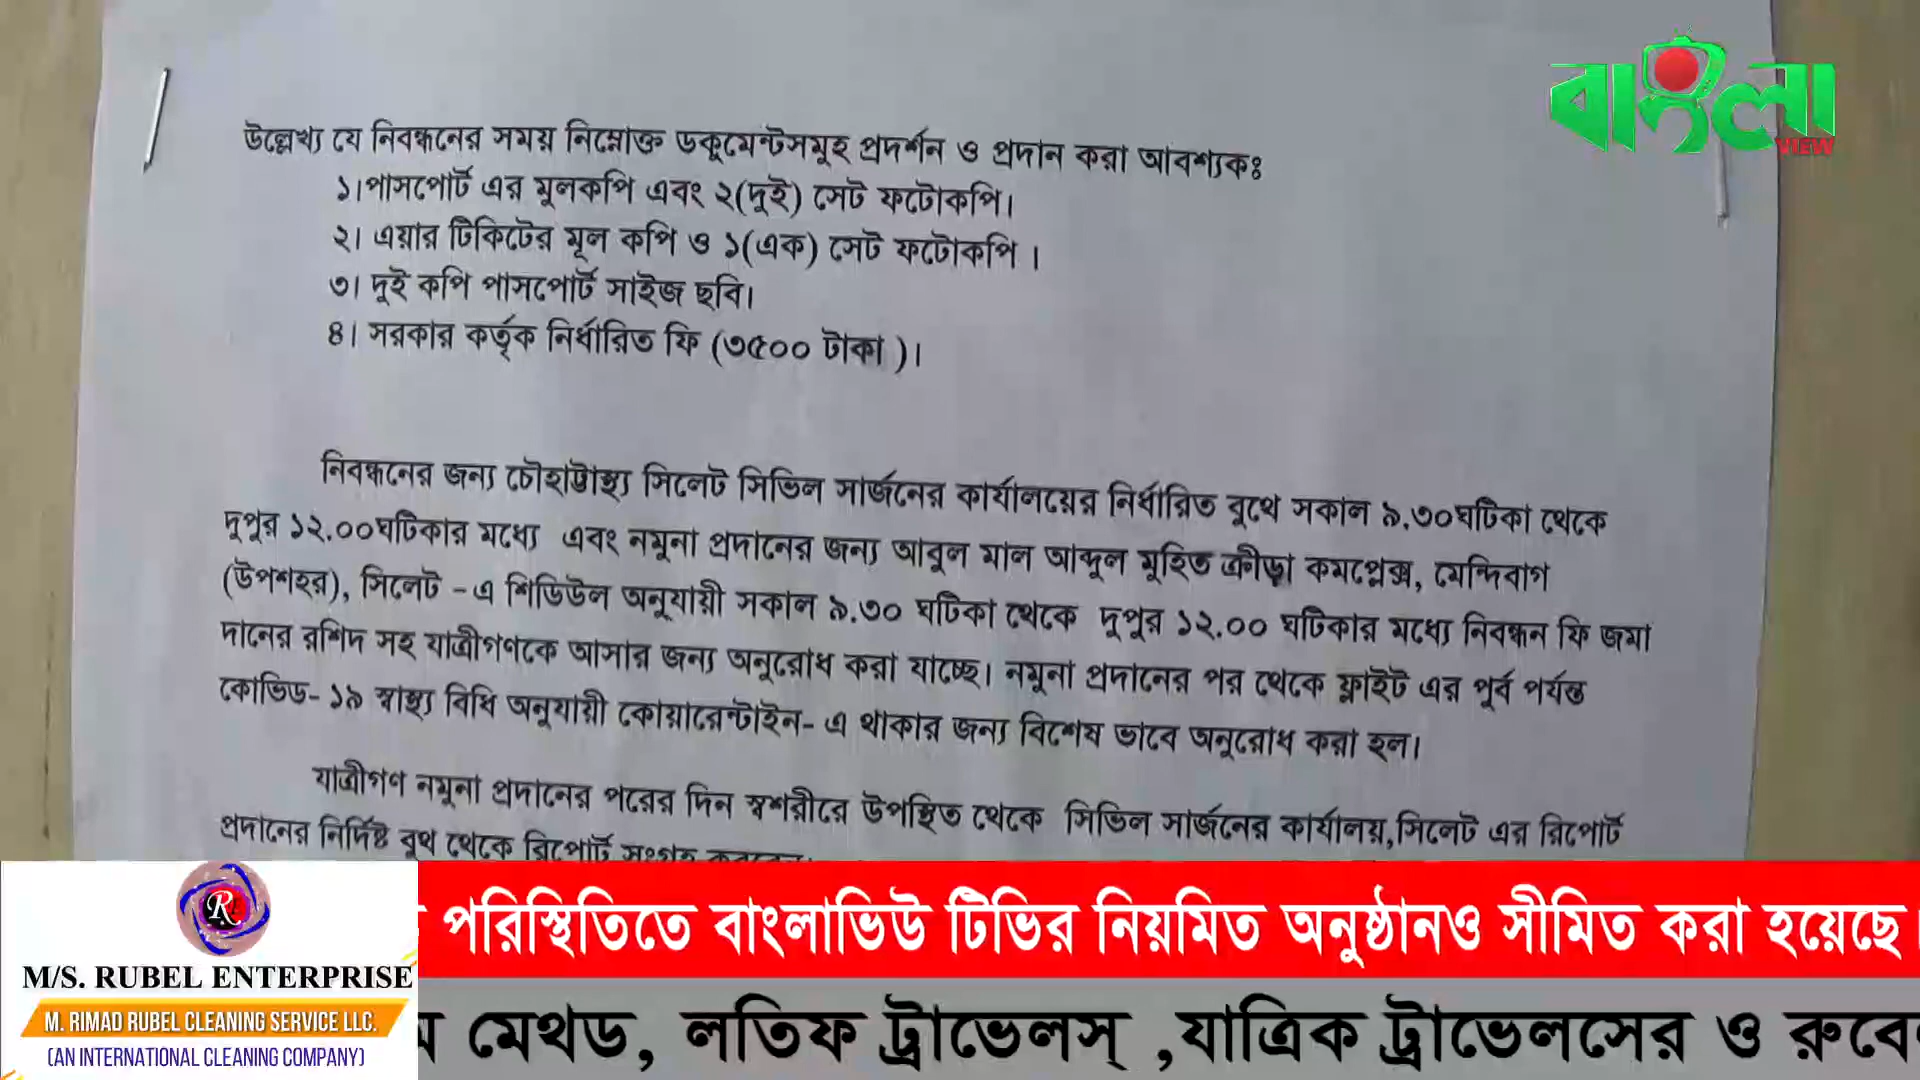 বাংলা
VIEW
উল্লেখ্য যে নিবন্ধনের সময় নিম্নোক্ত ডকুমেন্টসমুহ প্রদর্শন ও প্রদান করা আবশ্যকঃ
১।পাসপোর্ট এর মুলকপি এবং ২(দুই) সেট ফটোকপি।
২। এয়ার টিকিটের মূল কপি ও ১(এক) সেট ফটোকপি ।
৩। দুই কপি পাসপোর্ট সাইজ ছবি।
৪। সরকার কর্তৃক নির্ধারিত ফি (৩৫০০ টাকা )।
নিবন্ধনের জন্য চৌহাট্টাস্থ্য সিলেট সিভিল সার্জনের কার্যালয়ের নির্ধারিত বুথে সকাল ৯.৩০ঘটিকা থেকে
দুপুর ১২.০০ঘটিকার মধ্যে এবং নমুনা প্রদানের জন্য আবুল মাল আব্দুল মুহিত ক্রীড়া কমপ্লেক্স, মেন্দিবাগ
(উপশহর), সিলেট -এ শিডিউল অনুযায়ী সকাল ৯.৩০ ঘটিকা থেকে দুপুর ১২.০০ ঘটিকার মধ্যে নিবন্ধন ফি জমা
দানের রশিদ সহ যাত্রীগণকে আসার জন্য অনুরোধ করা যাচ্ছে। নমুনা প্রদানের পর থেকে ফ্লাইট এর পুর্ব পর্যন্ত
কোভিড- ১৯ স্বাস্থ্য বিধি অনুযায়ী কোয়ারেন্টাইন- এ থাকার জন্য বিশেষ ভাবে অনুরোধ করা হল।
যাত্রীগণ নমুনা প্রদানের পরের দিন স্বশরীরে উপস্থিত থেকে সিভিল সার্জনের কার্যালয়,সিলেট এর রিপোর্ট
প্রদানের নির্দিষ্ট বুথ থেকে রিপোর্ট সংগ্রহ করবেন।
পরিস্থিতিতে বাংলাভিউ টিভির নিয়মিত অনুষ্ঠানও সীমিত করা হয়েছে।
M/S. RUBEL ENTERPRISE
M. RIMAD RUBEL CLEANING SERVICE LLC.
(AN INTERNATIONAL CLEANING COMPANY)
মেথড, লতিফ ট্রাভেলস্ ,যাত্রিক ট্রাভেলসের ও